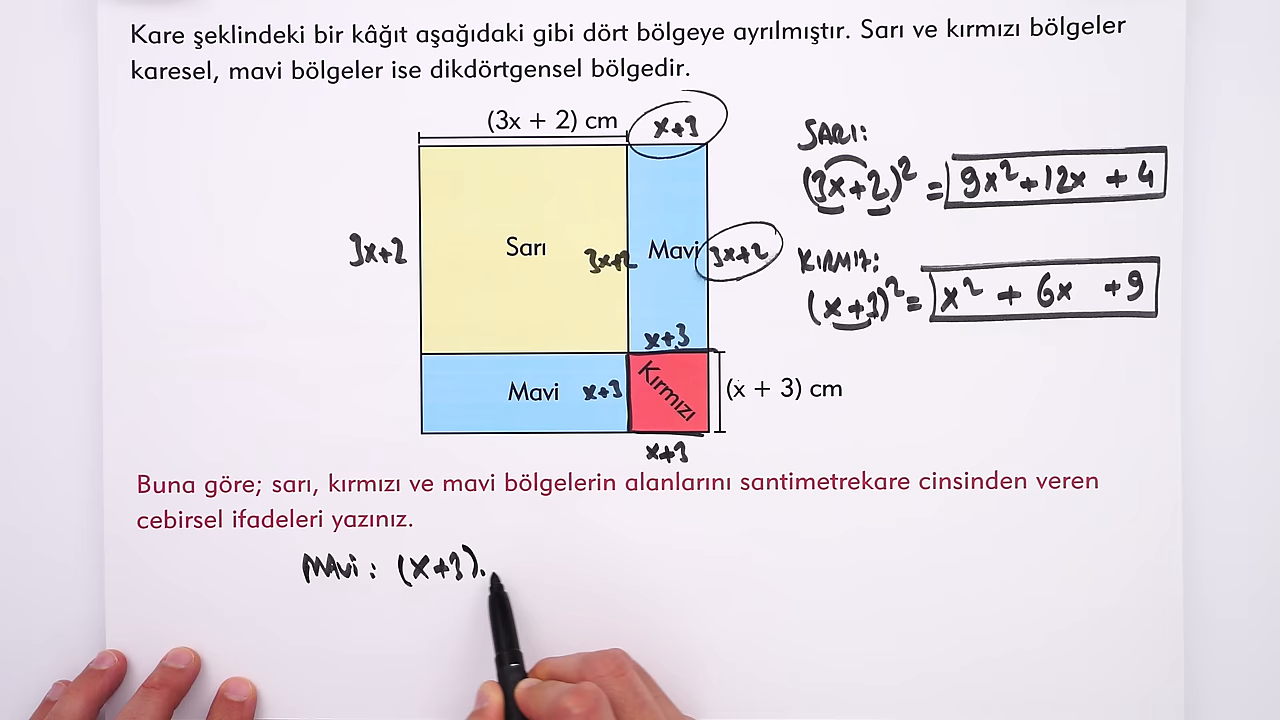 Kare şeklindeki bir kâğıt aşağıdaki gibi dört bölgeye ayrılmıştır. Sarı ve kırmızı bölgeler
karesel, mavi bölgeler ise dikdörtgensel bölgedir.
(3x + 2) cm
x+3
SARI:
(3x+2)² = 9x²+12x +4
3x+2
Sarı
3x+2
Mavi
3x+2
KIRMIZ:
(x+3)² = x² + 6x +9
x+3
Mavi
x+3
Kırmızı
(x + 3) cm
x+3
Buna göre; sarı, kırmızı ve mavi bölgelerin alanlarını santimetrekare cinsinden veren
cebirsel ifadeleri yazınız.
MAvi : (x+3).